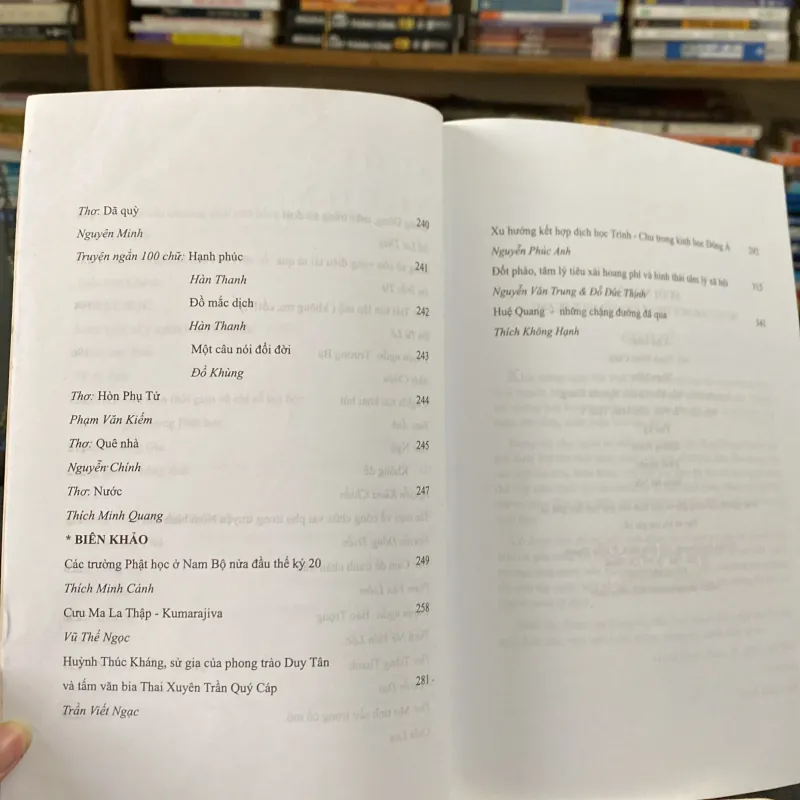 Thơ: Dã quỳ 240
Nguyên Minh
Truyện ngắn 100 chữ: Hạnh phúc 241
Hàn Thanh
Đồ mắc dịch 242
Hàn Thanh
Một câu nói đổi đời 243
Đỗ Khùng
Thơ: Hòn Phụ Tử 244
Phạm Văn Kiếm
Thơ: Quê nhà 245
Nguyễn Chính
Thơ: Nước 247
Thích Minh Quang
* BIÊN KHẢO
Các trường Phật học ở Nam Bộ nửa đầu thế kỷ 20 249
Thích Minh Cảnh
Cưu Ma La Thập - Kumarajiva 258
Vũ Thế Ngọc
Huỳnh Thúc Kháng, sử gia của phong trào Duy Tân
và tấm văn bia Thai Xuyên Trần Quý Cáp 281
Trần Viết Ngạc
Xu hướng kết hợp dịch học Trình - Chu trong kinh học Đông Á
Nguyễn Phúc Anh
Đốt pháo, tâm lý tiêu xài hoang phí và hình thái tâm lý xã hội 315
Nguyễn Văn Trung & Đỗ Đức Thịnh
Huệ Quang - những chặng đường đã qua 341
Thích Không Hạnh